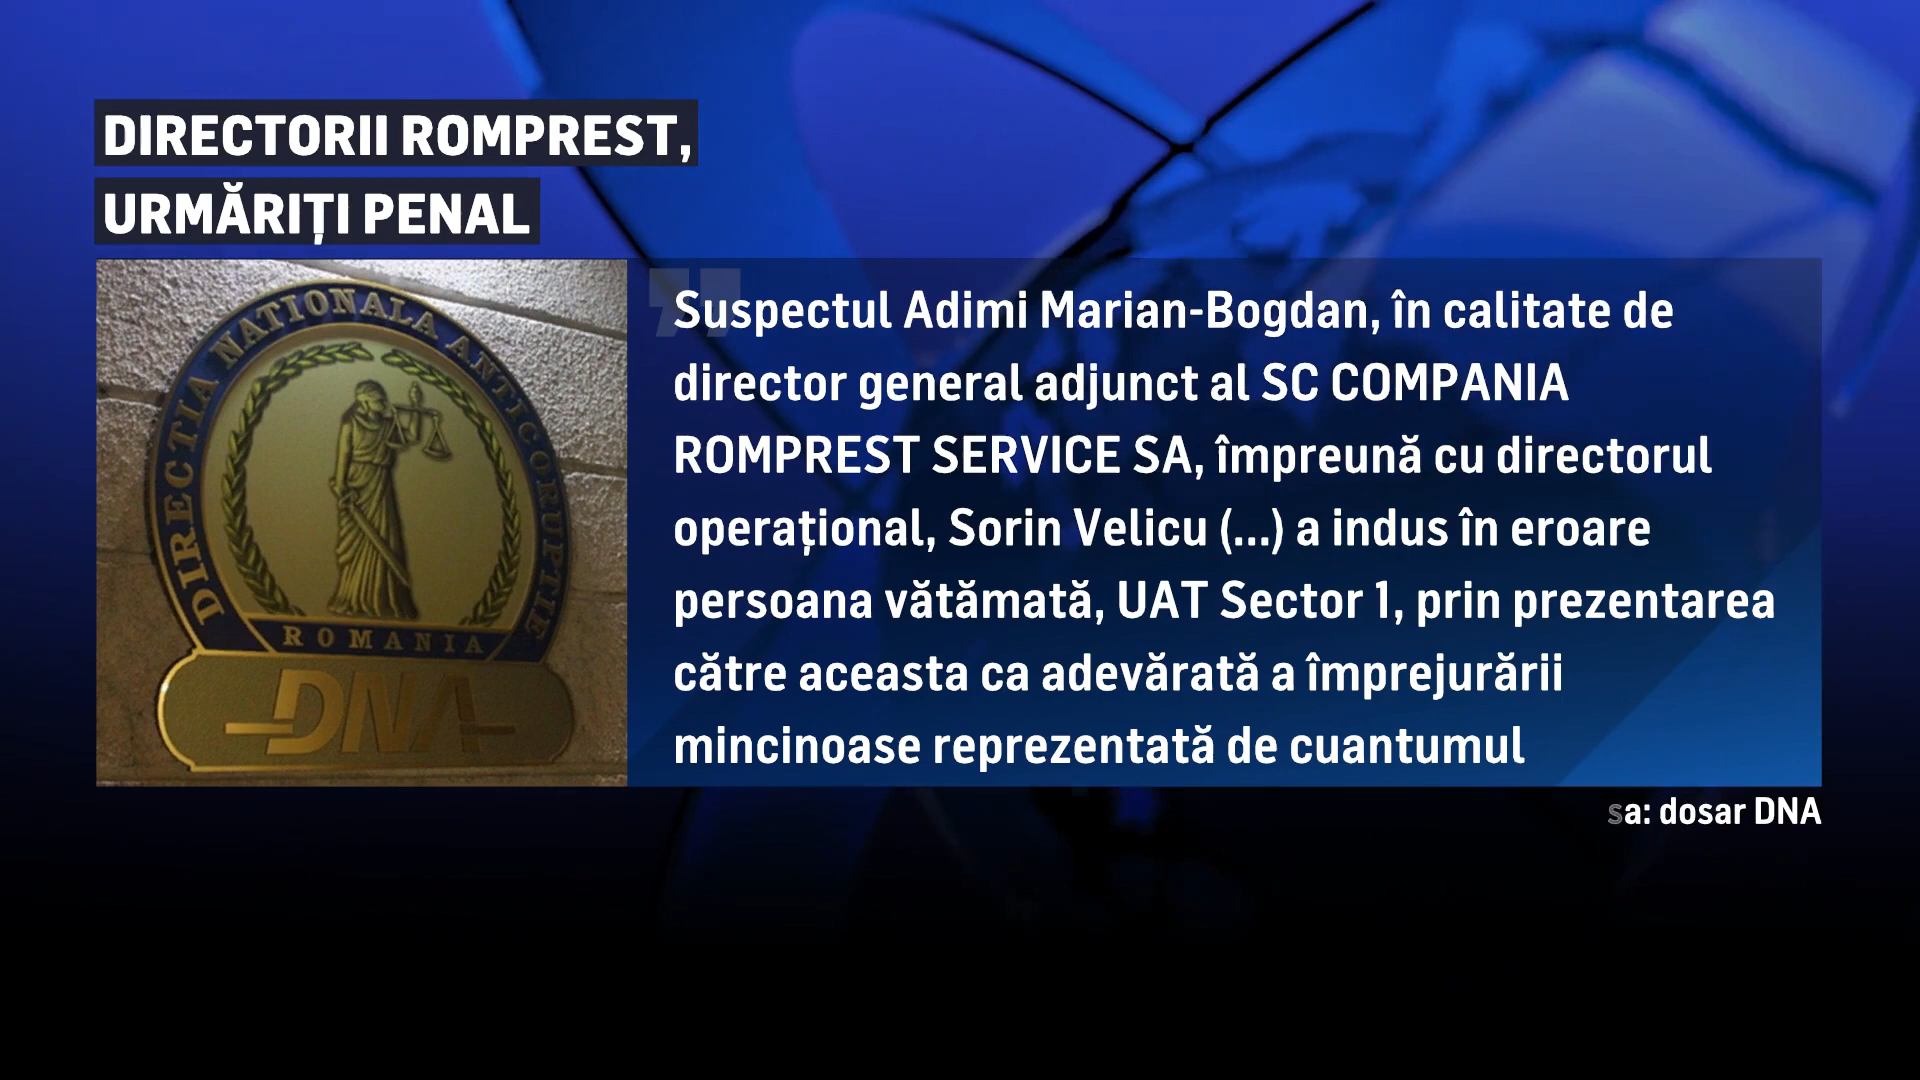 DIRECTORII ROMPREST,
URMĂRIȚI PENAL
DIRECTIA NATIONALA ANTICORUPTIE
ROMANIA
DNA
"
Suspectul Adimi Marian-Bogdan, în calitate de
director general adjunct al SC COMPANIA
ROMPREST SERVICE SA, împreună cu directorul
operațional, Sorin Velicu (...) a indus în eroare
persoana vătămată, UAT Sector 1, prin prezentarea
către aceasta ca adevărată a împrejurării
mincinoase reprezentată de cuantumul
sa: dosar DNA